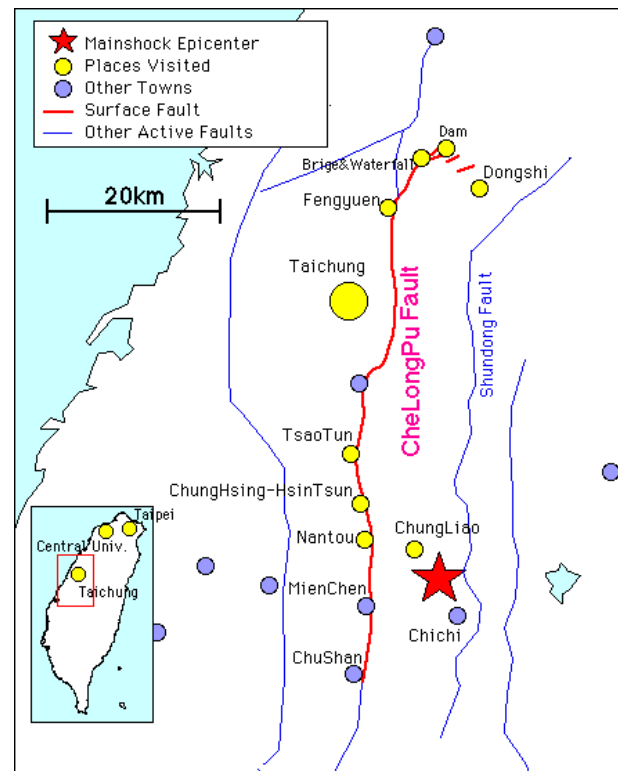 Mainshock Epicenter
Places Visited
Other Towns
Surface Fault
Other Active Faults
20km
Dam
Brige&Waterfall
Dongshi
Fengyuen
Taichung
CheLongPu Fault
Shundong Fault
TsaoTun
ChungHsing-HsinTsun
ChungLiao
Nantou
MienChen
Chichi
ChuShan
Taipei
Central Univ.
Taichung